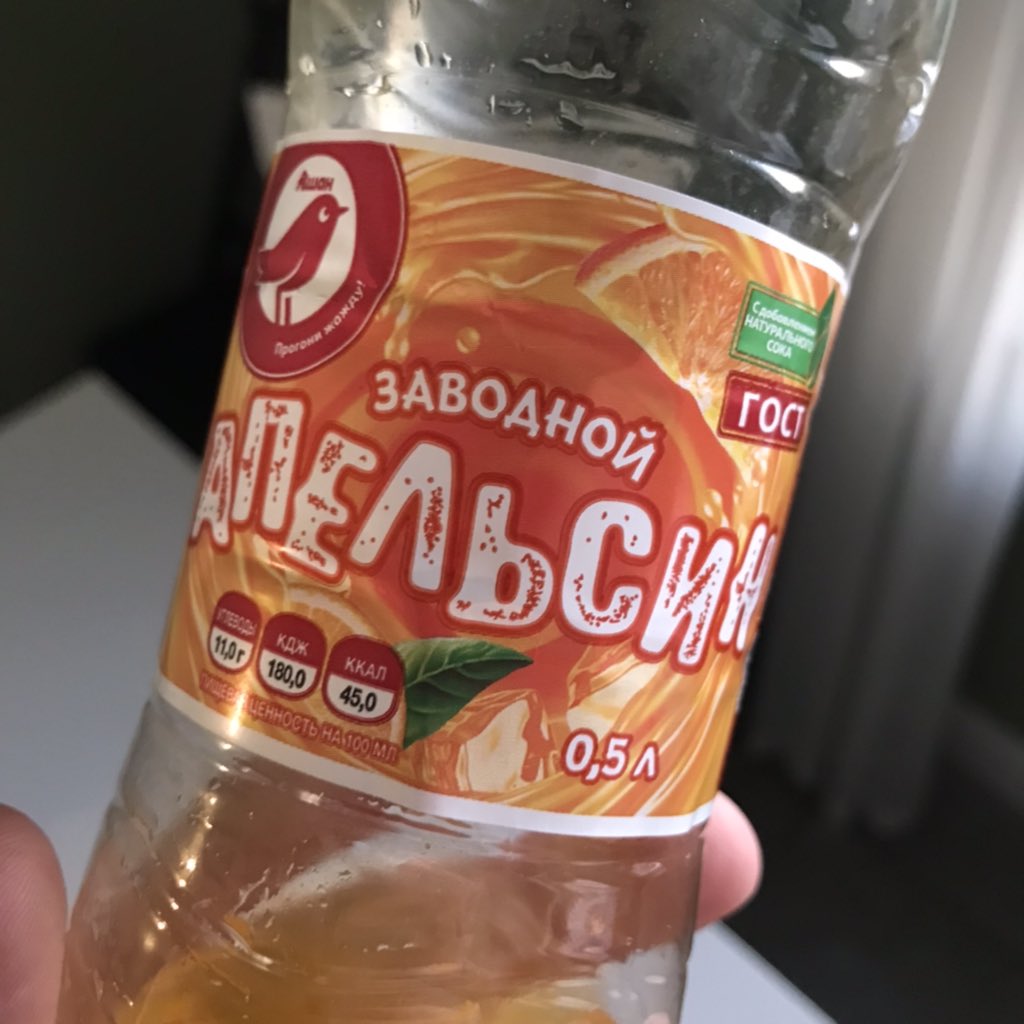 Ашан
Прогони жажду!
С добавлением
НАТУРАЛЬНОГО
СОКА
ГОСТ
ЗАВОДНОЙ
АПЕЛЬСИН
УГЛЕВОДЫ
11,0 г
КДЖ
180,0
ККАЛ
45,0
ПИЩЕВАЯ ЦЕННОСТЬ НА 100 МЛ
0,5 л